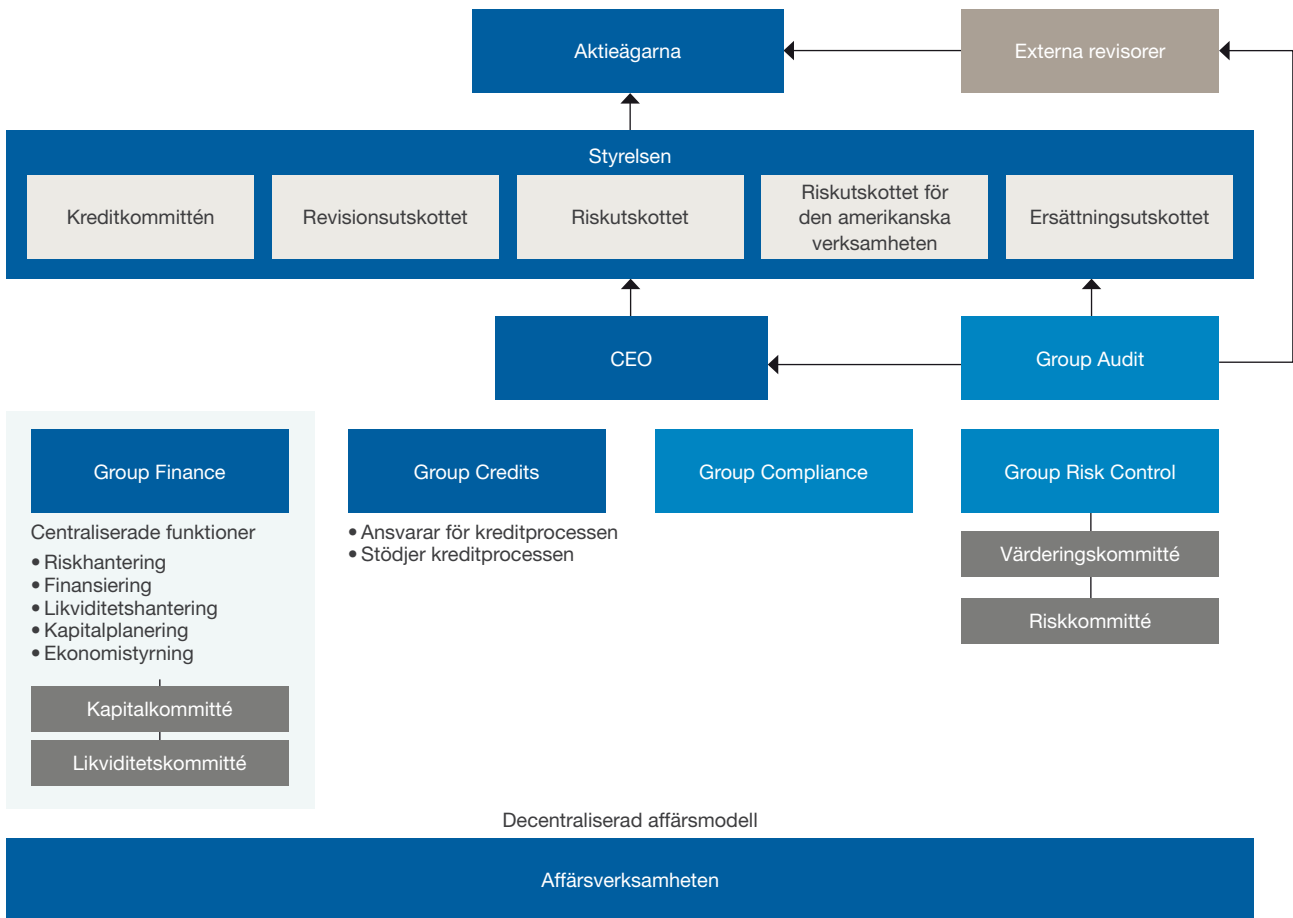 Aktieägarna
Externa revisorer
Styrelsen
Kreditkommittén
Revisionsutskottet
Riskutskottet
Riskutskottet för
den amerikanska
verksamheten
Ersättningsutskottet
CEO
Group Audit
Group Finance
Group Credits
Group Compliance
Group Risk Control
Centraliserade funktioner
• Riskhantering
• Finansiering
• Likviditetshantering
• Kapitalplanering
• Ekonomistyrning
Kapitalkommitté
Likviditetskommitté
• Ansvarar för kreditprocessen
• Stödjer kreditprocessen
Värderingskommitté
Riskkommitté
Decentraliserad affärsmodell
Affärsverksamheten